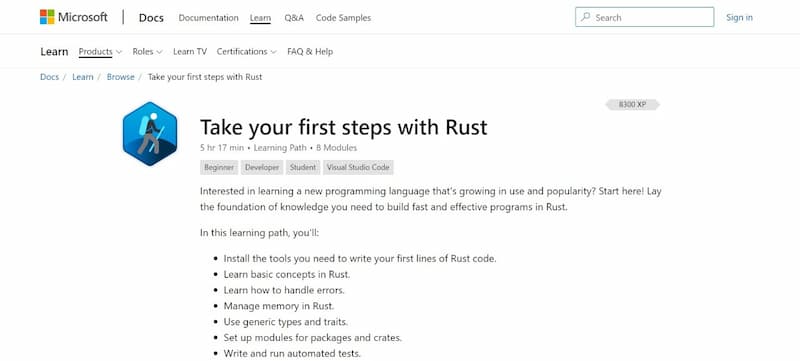 Microsoft Docs Documentation Learn Q&A Code Samples Search Sign in
Learn Products Roles Learn TV Certifications FAQ & Help
Docs / Learn / Browse / Take your first steps with Rust
8300 XP
Take your first steps with Rust
5 hr 17 min • Learning Path • 8 Modules
Beginner Developer Student Visual Studio Code
Interested in learning a new programming language that's growing in use and popularity? Start here! Lay
the foundation of knowledge you need to build fast and effective programs in Rust.
In this learning path, you'll:
• Install the tools you need to write your first lines of Rust code.
• Learn basic concepts in Rust.
• Learn how to handle errors.
• Manage memory in Rust.
• Use generic types and traits.
• Set up modules for packages and crates.
• Write and run automated tests.